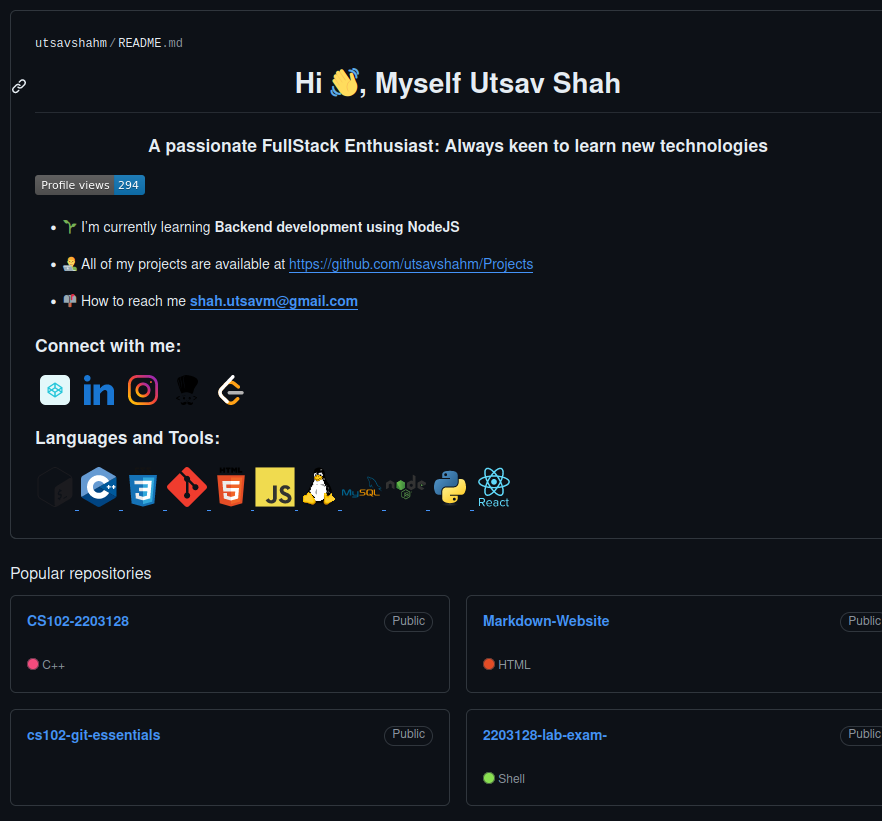 utsavshahm/README.md
Hi 👋, Myself Utsav Shah
A passionate FullStack Enthusiast: Always keen to learn new technologies
Profile views 294
• 🌱 I'm currently learning Backend development using NodeJS
• 👨‍💻 All of my projects are available at https://github.com/utsavshahm/Projects
• 📫 How to reach me shah.utsavm@gmail.com
Connect with me:
in
Languages and Tools:
C++ 3 HTML 5 JS MySQL node JS React
Popular repositories
CS102-2203128 Public
C++
Markdown-Website Public
HTML
cs102-git-essentials Public
2203128-lab-exam- Public
Shell